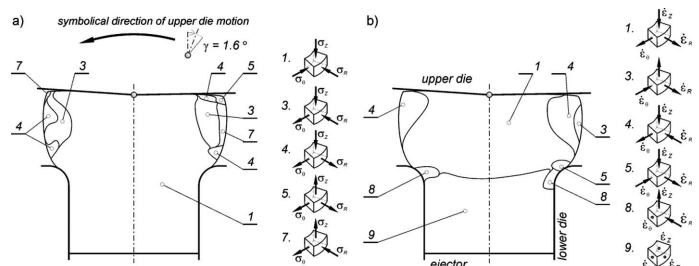 a)
symbolical direction of upper die motion
γ = 1.6 °
7
3
4
4
5
3
7
4
1
1.
σz
σθ
σR
3.
σz
σθ
σR
4.
σz
σθ
σR
5.
σz
σθ
σR
7.
σz
σθ
σR
b)
upper die
1
4
4
3
8
5
8
9
ejector
lower die
1.
ε̇z
ε̇θ
ε̇R
3.
ε̇z
ε̇θ
ε̇R
4.
ε̇z
ε̇θ
ε̇R
5.
ε̇z
ε̇θ
ε̇R
8.
ε̇z
ε̇θ
ε̇R
9.
ε̇z
ε̇θ
ε̇R